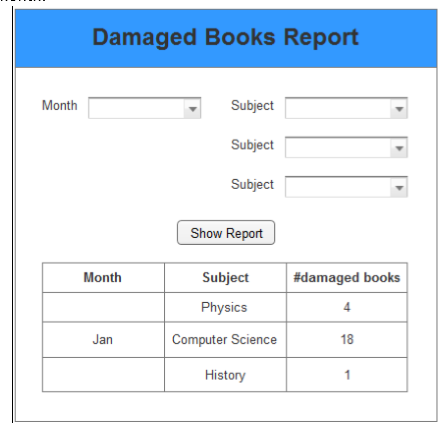 Damaged Books Report
Month Subject
Subject
Subject
Show Report
Month Subject #damaged books
Physics 4
Jan Computer Science 18
History 1